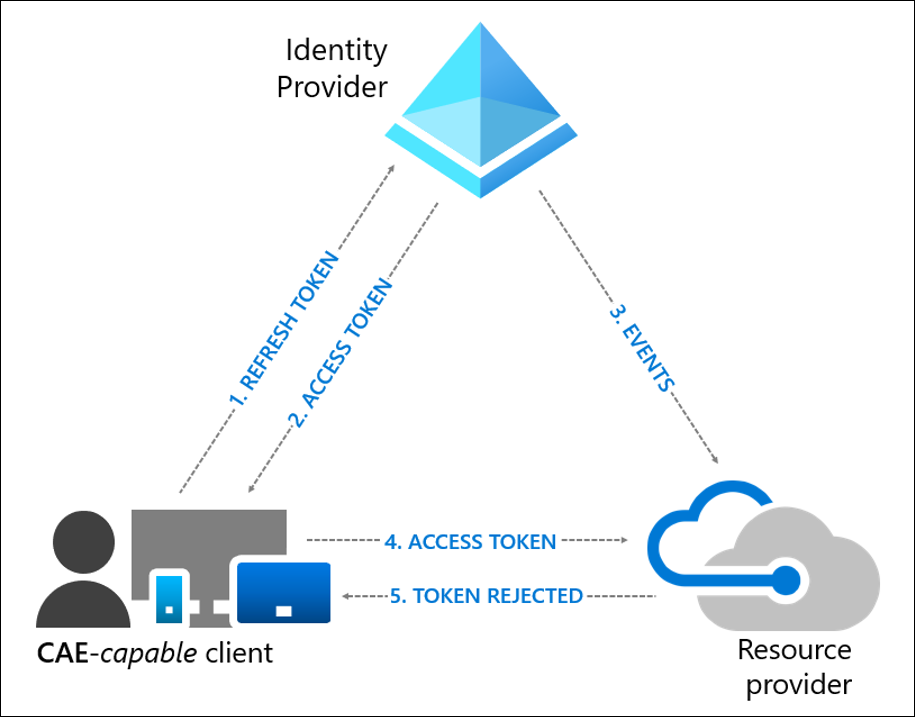 Identity
Provider
1. REFRESH TOKEN
2. ACCESS TOKEN
3. EVENTS
4. ACCESS TOKEN
5. TOKEN REJECTED
CAE-capable client
Resource
provider